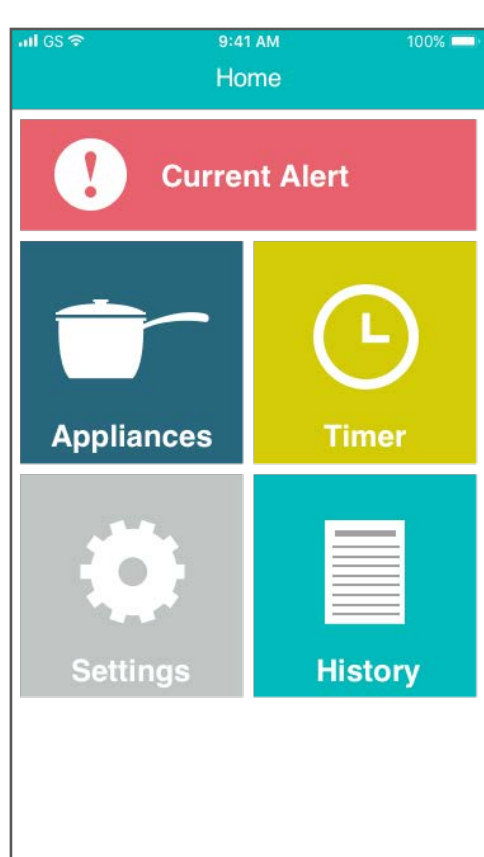 GS 9:41 AM 100%
Home
Current Alert
Appliances
Timer
Settings
History